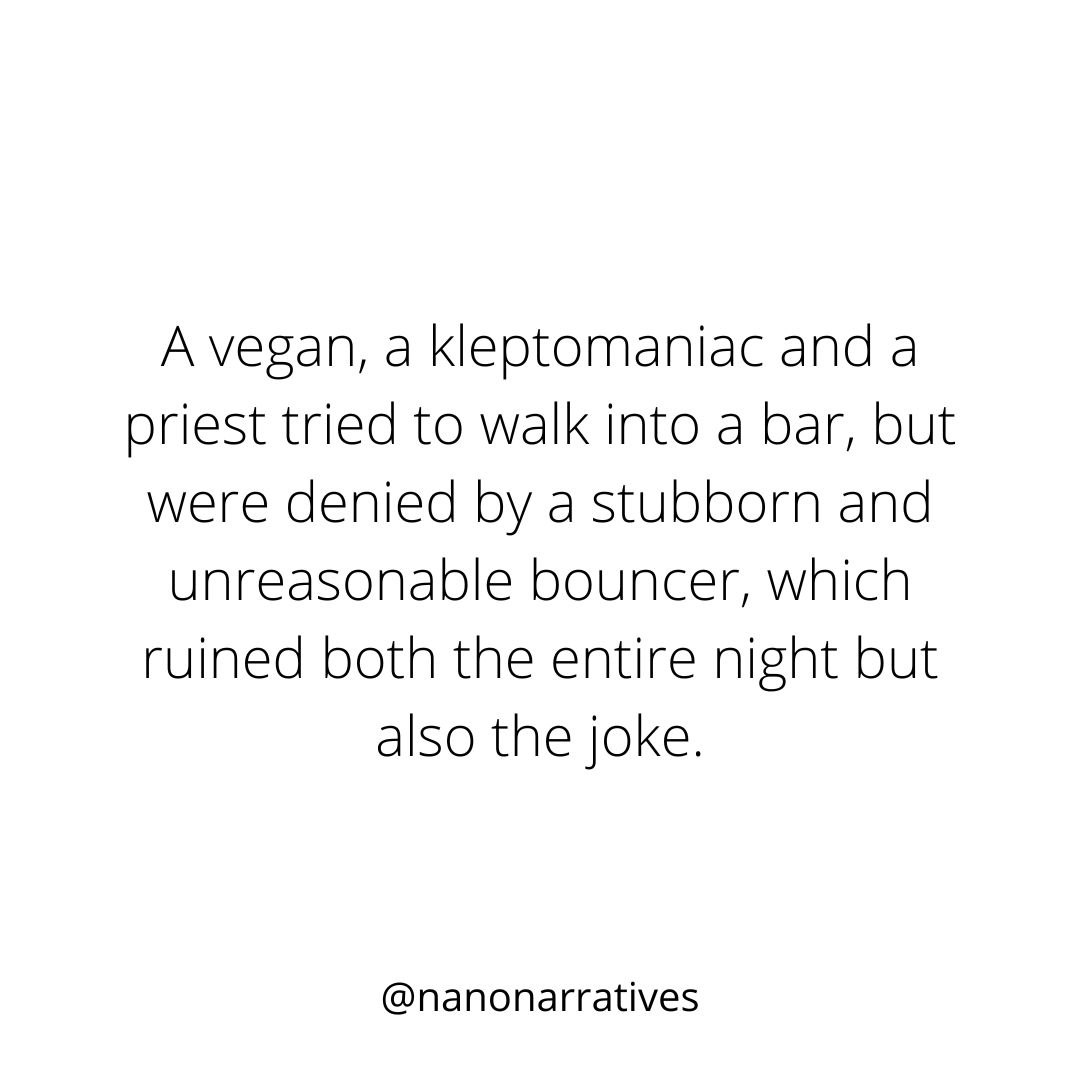 A vegan, a kleptomaniac and a
priest tried to walk into a bar, but
were denied by a stubborn and
unreasonable bouncer, which
ruined both the entire night but
also the joke.
@nanonarratives